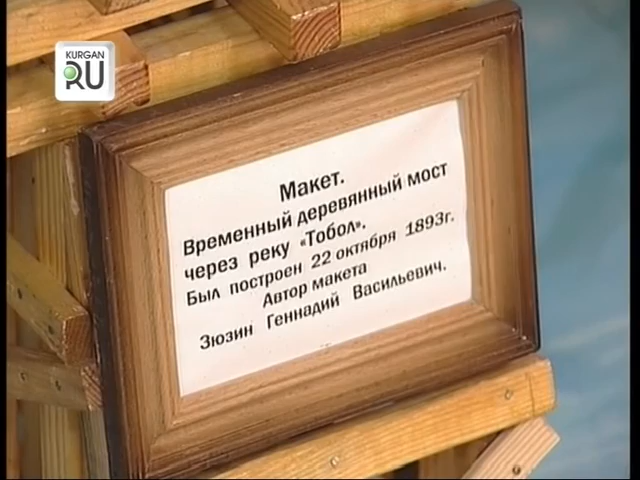 KURGAN
RU
Макет.
Временный деревянный мост
через реку «Тобол».
Был построен 22 октября 1893г.
Автор макета
Зюзин Геннадий Васильевич.